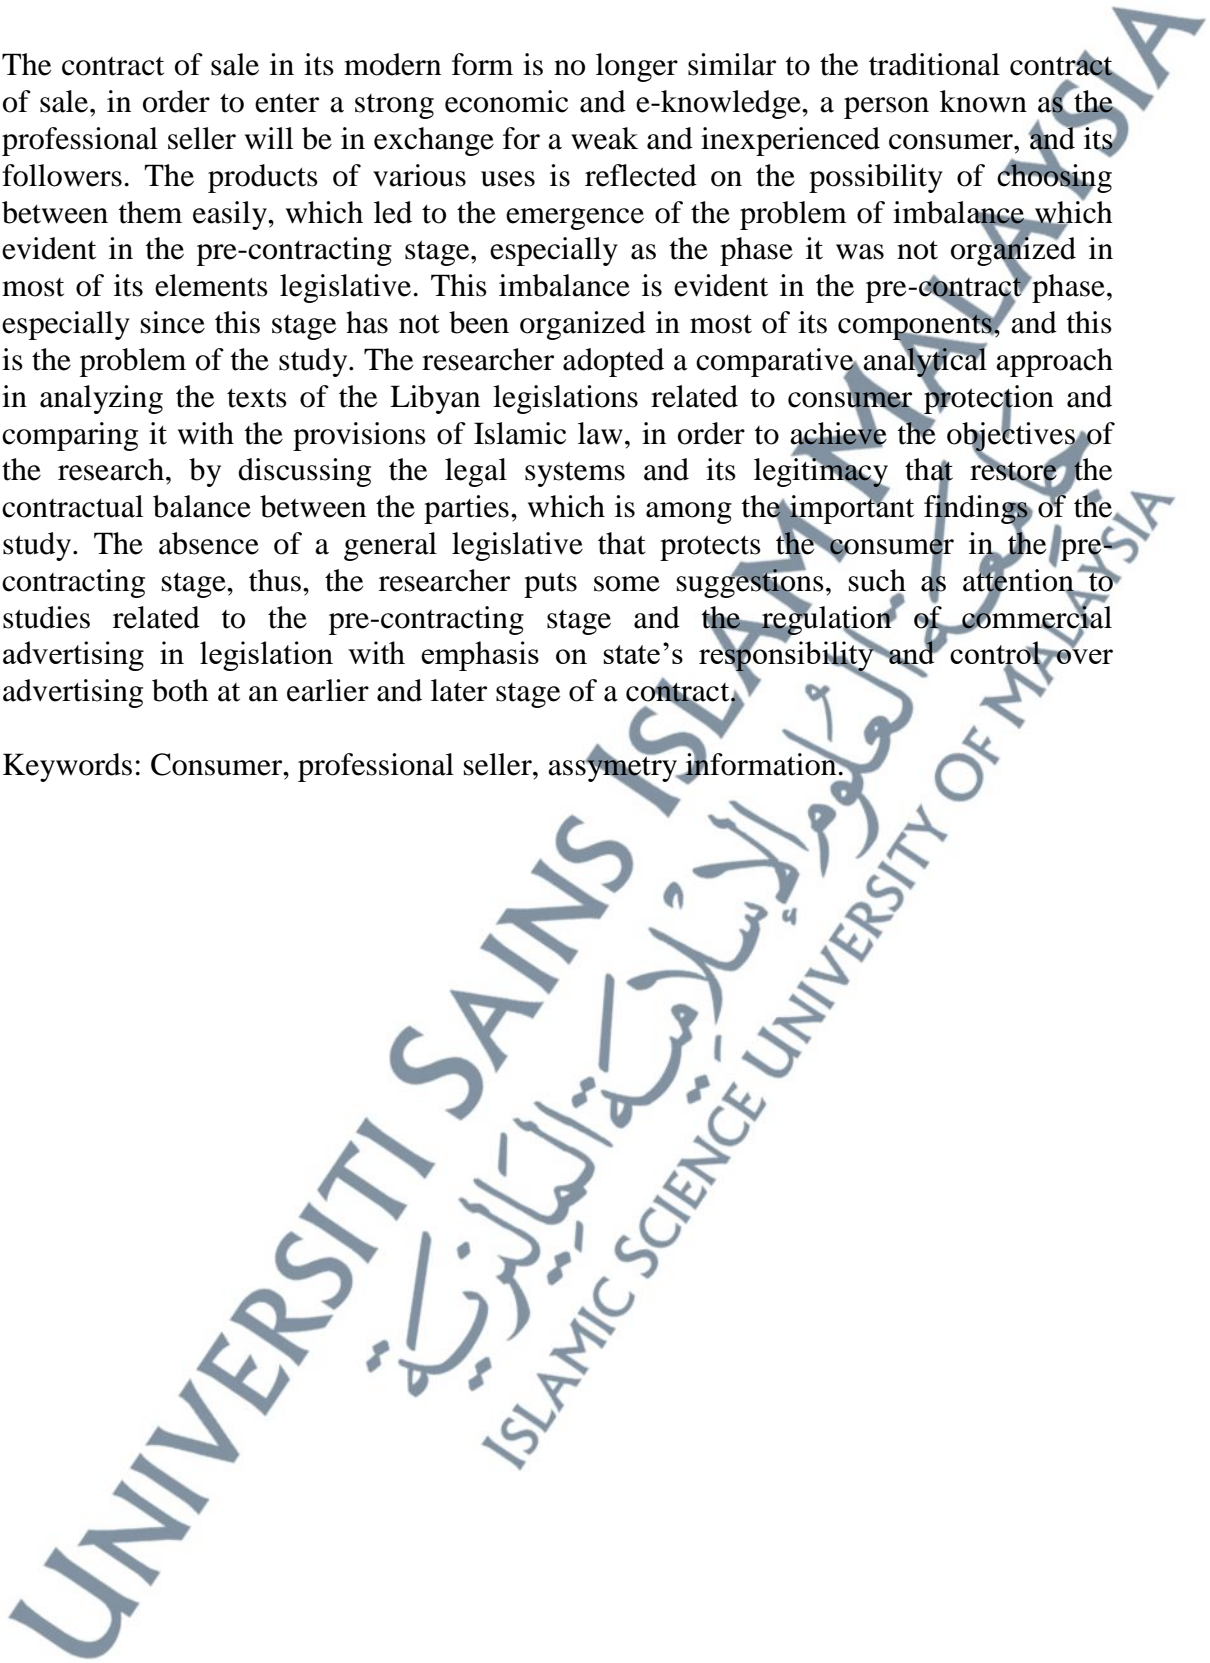 The contract of sale in its modern form is no longer similar to the traditional contract
of sale, in order to enter a strong economic and e-knowledge, a person known as the
professional seller will be in exchange for a weak and inexperienced consumer, and its
followers. The products of various uses is reflected on the possibility of choosing
between them easily, which led to the emergence of the problem of imbalance which
evident in the pre-contracting stage, especially as the phase it was not organized in
most of its elements legislative. This imbalance is evident in the pre-contract phase,
especially since this stage has not been organized in most of its components, and this
is the problem of the study. The researcher adopted a comparative analytical approach
in analyzing the texts of the Libyan legislations related to consumer protection and
comparing it with the provisions of Islamic law, in order to achieve the objectives of
the research, by discussing the legal systems and its legitimacy that restore the
contractual balance between the parties, which is among the important findings of the
study. The absence of a general legislative that protects the consumer in the pre-
contracting stage, thus, the researcher puts some suggestions, such as attention to
studies related to the pre-contracting stage and the regulation of commercial
advertising in legislation with emphasis on state’s responsibility and control over
advertising both at an earlier and later stage of a contract.
Keywords: Consumer, professional seller, assymetry information.
UNIVERSITI SAINS ISLAM MALAYSIA
جامعة العلوم الإسلامية الماليزية
ISLAMIC SCIENCE UNIVERSITY OF MALAYSIA